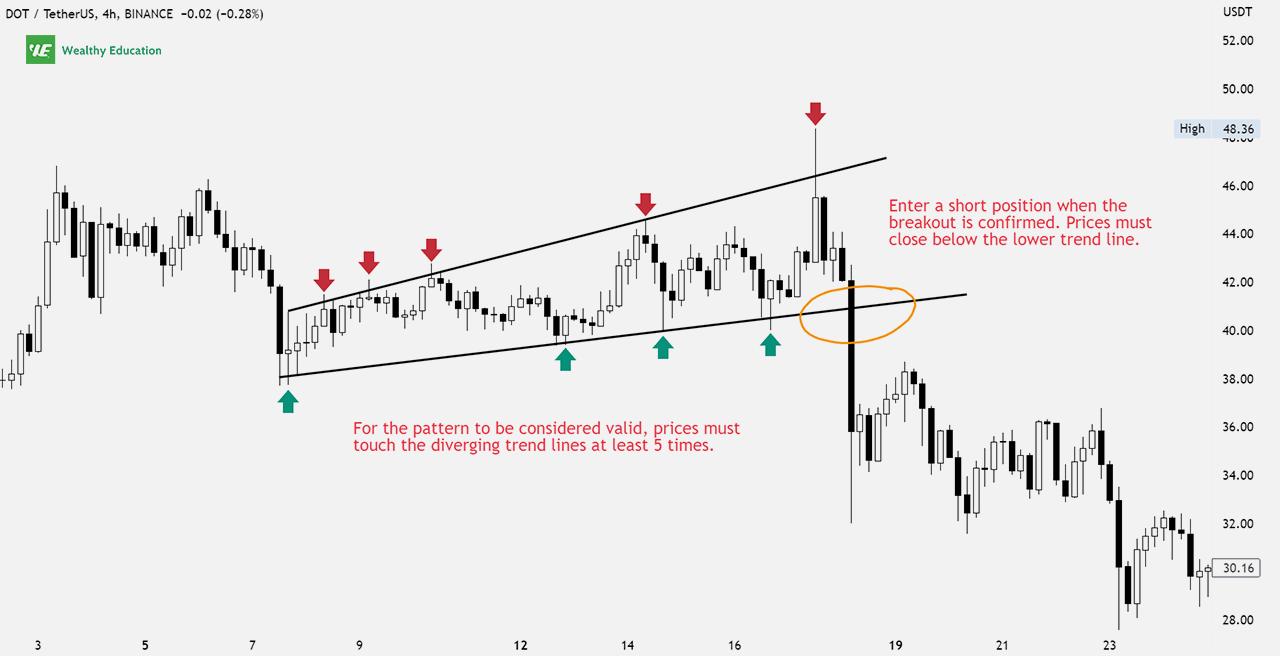 DOT / TetherUS, 4h, BINANCE −0.02 (−0.28%)
USDT
Wealthy Education
52.00
50.00
High 48.36
48.00
46.00
44.00
42.00
40.00
38.00
36.00
34.00
32.00
30.16
28.00
Enter a short position when the
breakout is confirmed. Prices must
close below the lower trend line.
For the pattern to be considered valid, prices must
touch the diverging trend lines at least 5 times.
3 5 7 9 12 14 16 19 21 23